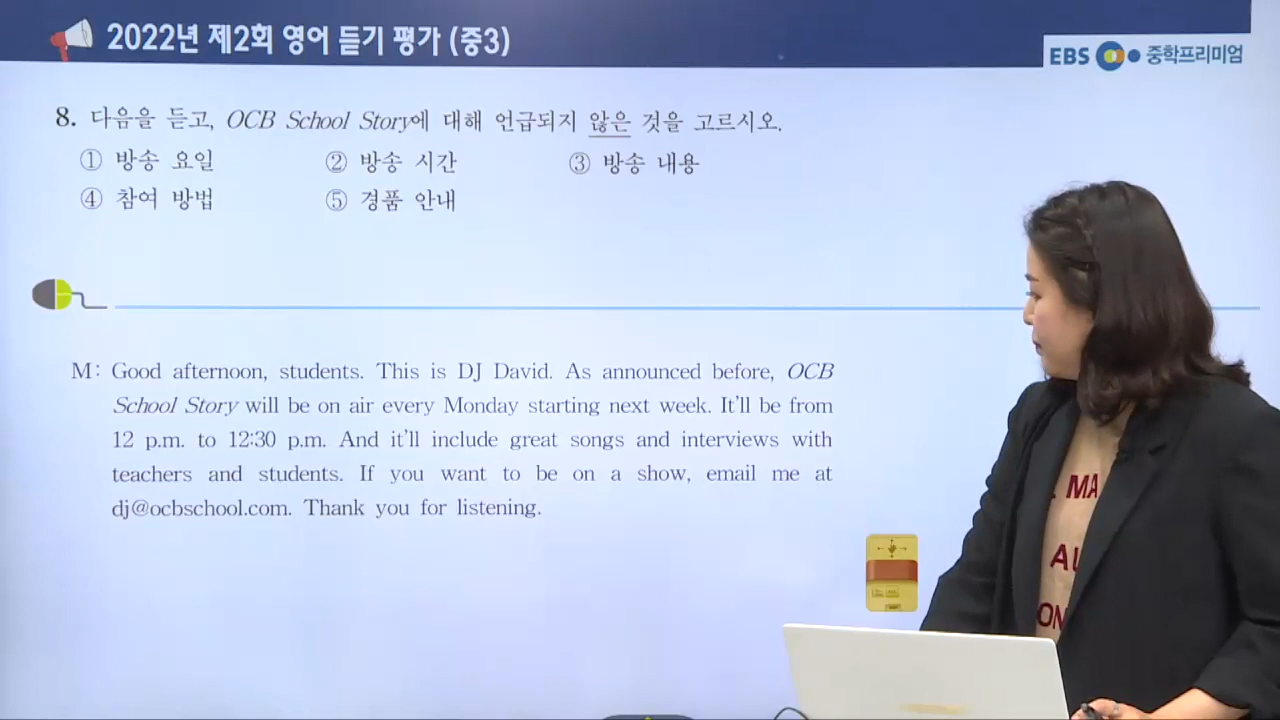 2022년 제2회 영어 듣기 평가 (중3)
EBS 중학프리미엄
8. 다음을 듣고, OCB School Story에 대해 언급되지 않은 것을 고르시오.
① 방송 요일 ② 방송 시간 ③ 방송 내용
④ 참여 방법 ⑤ 경품 안내
M: Good afternoon, students. This is DJ David. As announced before, OCB
School Story will be on air every Monday starting next week. It'll be from
12 p.m. to 12:30 p.m. And it'll include great songs and interviews with
teachers and students. If you want to be on a show, email me at
dj@ocbschool.com. Thank you for listening.
MA
AU
ON